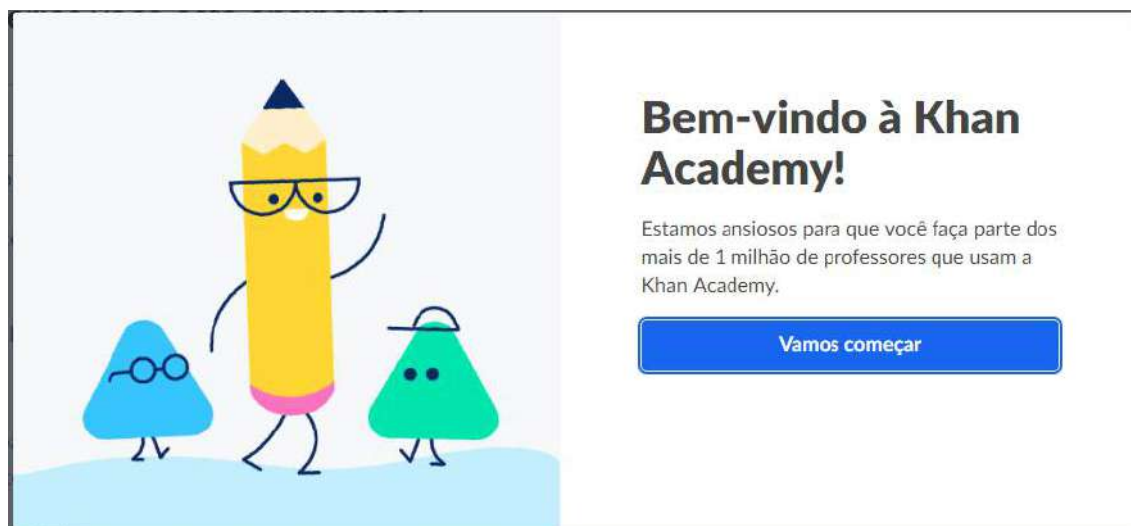 Bem-vindo à Khan
Academy!
Estamos ansiosos para que você faça parte dos
mais de 1 milhão de professores que usam a
Khan Academy.
Vamos começar